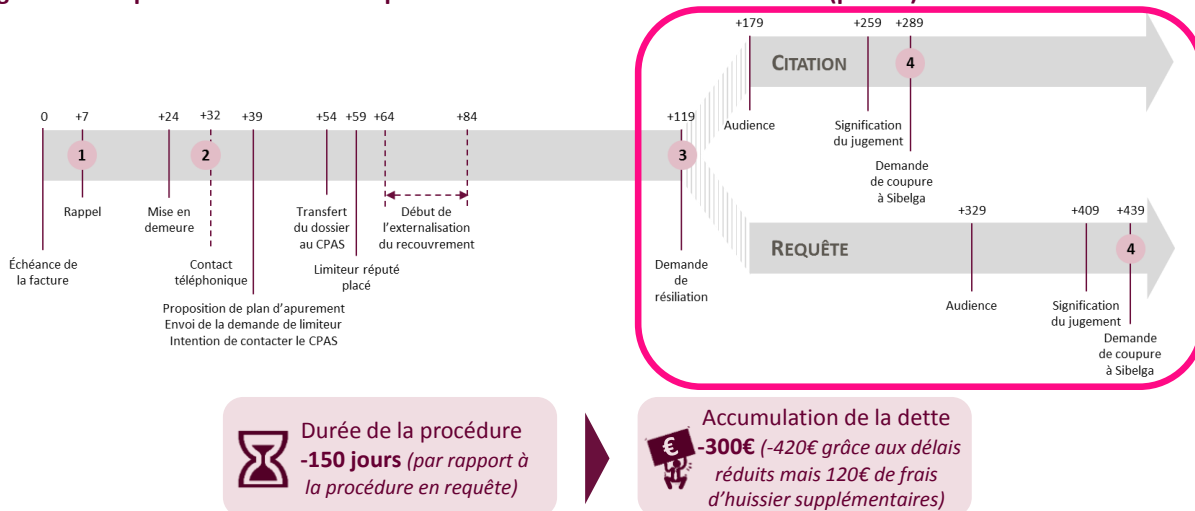 +179
+259
+289
CITATION
4
Audience
Signification
du jugement
Demande
de coupure
à Sibelga
0
+7
+24
+32
+39
+54
+59
+64
+84
+119
1
2
3
Rappel
Mise en
demeure
Transfert
du dossier
au CPAS
Début de
l’externalisation
du recouvrement
Échéance de
la facture
Contact
téléphonique
Limiteur réputé
placé
Demande
de
résiliation
Proposition de plan d’apurement
Envoi de la demande de limiteur
Intention de contacter le CPAS
+329
+409
+439
REQUÊTE
4
Audience
Signification
du jugement
Demande
de coupure
à Sibelga
Durée de la procédure
-150 jours (par rapport à
la procédure en requête)
Accumulation de la dette
€
-300€ (-420€ grâce aux délais
réduits mais 120€ de frais
d’huissier supplémentaires)